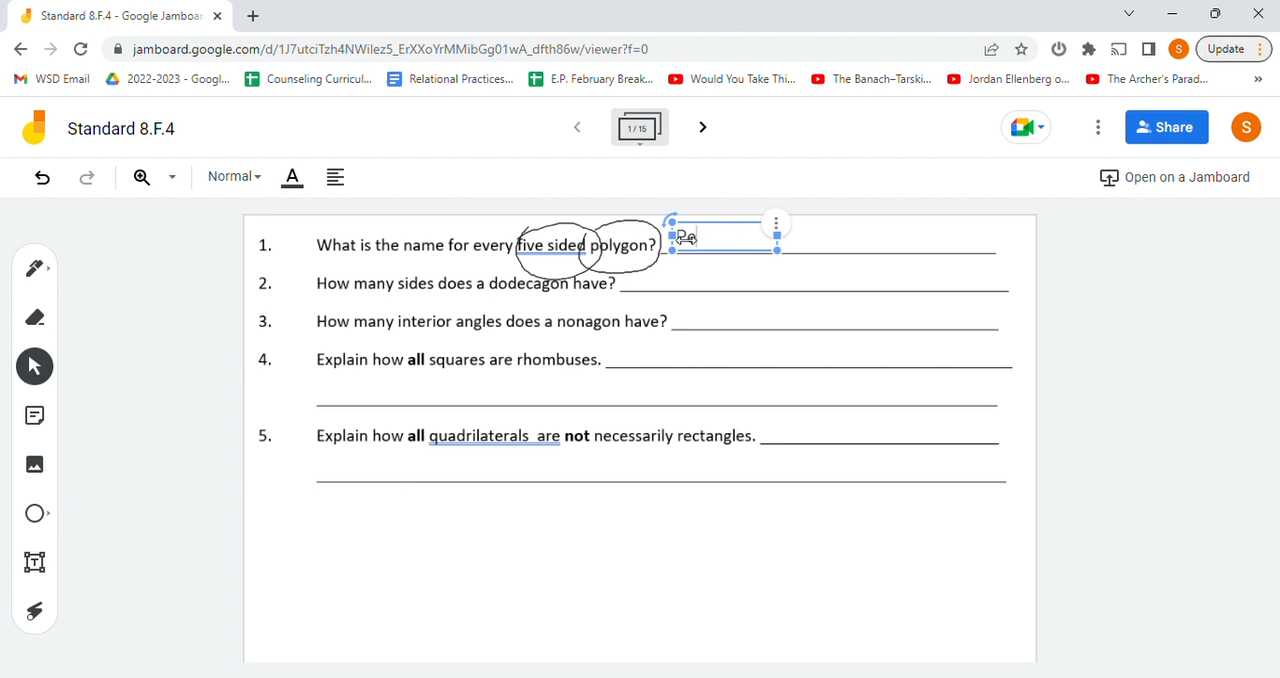 Standard 8.F.4 - Google Jamboar
jamboard.google.com/d/1J7utciTzh4NWilez5_ErXXoYrMMibGg01wA_dfth86w/viewer?f=0
S
Update
WSD Email
2022-2023 - Googl...
Counseling Curricul...
Relational Practices...
E.P. February Break...
Would You Take Thi...
The Banach–Tarski...
Jordan Ellenberg o...
The Archer's Parad...
»
Standard 8.F.4
1 / 15
Share
S
Normal
A
Open on a Jamboard
1. What is the name for every five sided polygon? Pe
2. How many sides does a dodecagon have?
3. How many interior angles does a nonagon have?
4. Explain how all squares are rhombuses.
5. Explain how all quadrilaterals are not necessarily rectangles.